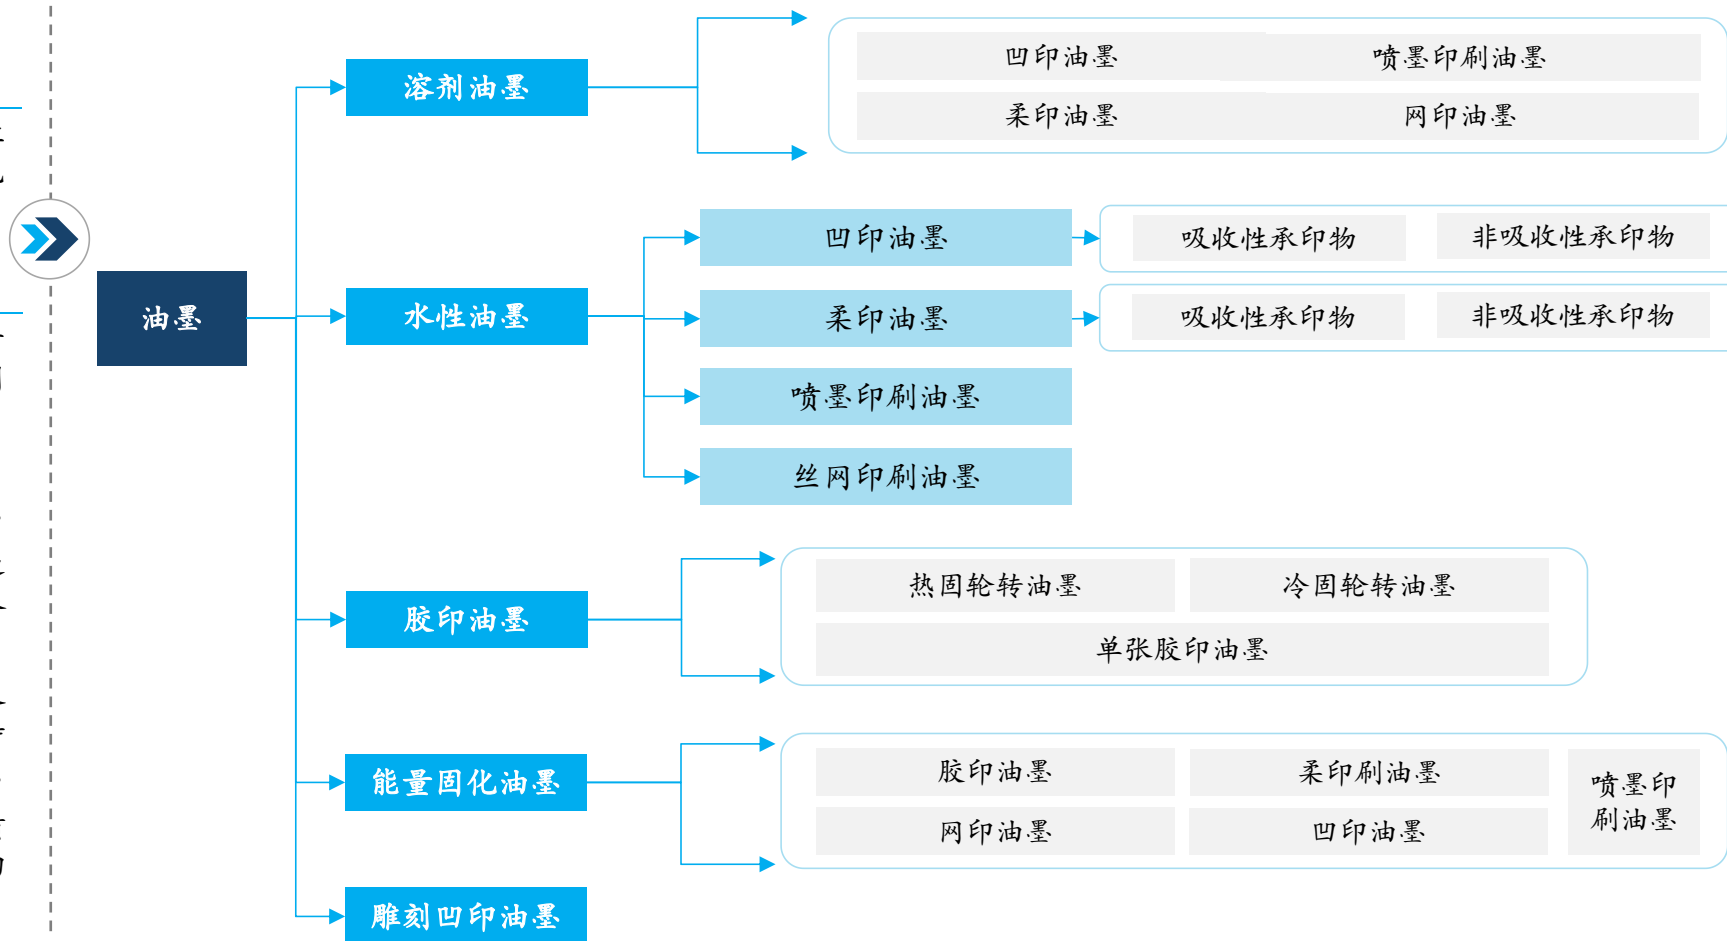 油墨
溶剂油墨
凹印油墨
喷墨印刷油墨
柔印油墨
网印油墨
水性油墨
凹印油墨
吸收性承印物
非吸收性承印物
柔印油墨
吸收性承印物
非吸收性承印物
喷墨印刷油墨
丝网印刷油墨
胶印油墨
热固轮转油墨
冷固轮转油墨
单张胶印油墨
能量固化油墨
胶印油墨
柔印刷油墨
网印油墨
凹印油墨
喷墨印
刷油墨
雕刻凹印油墨